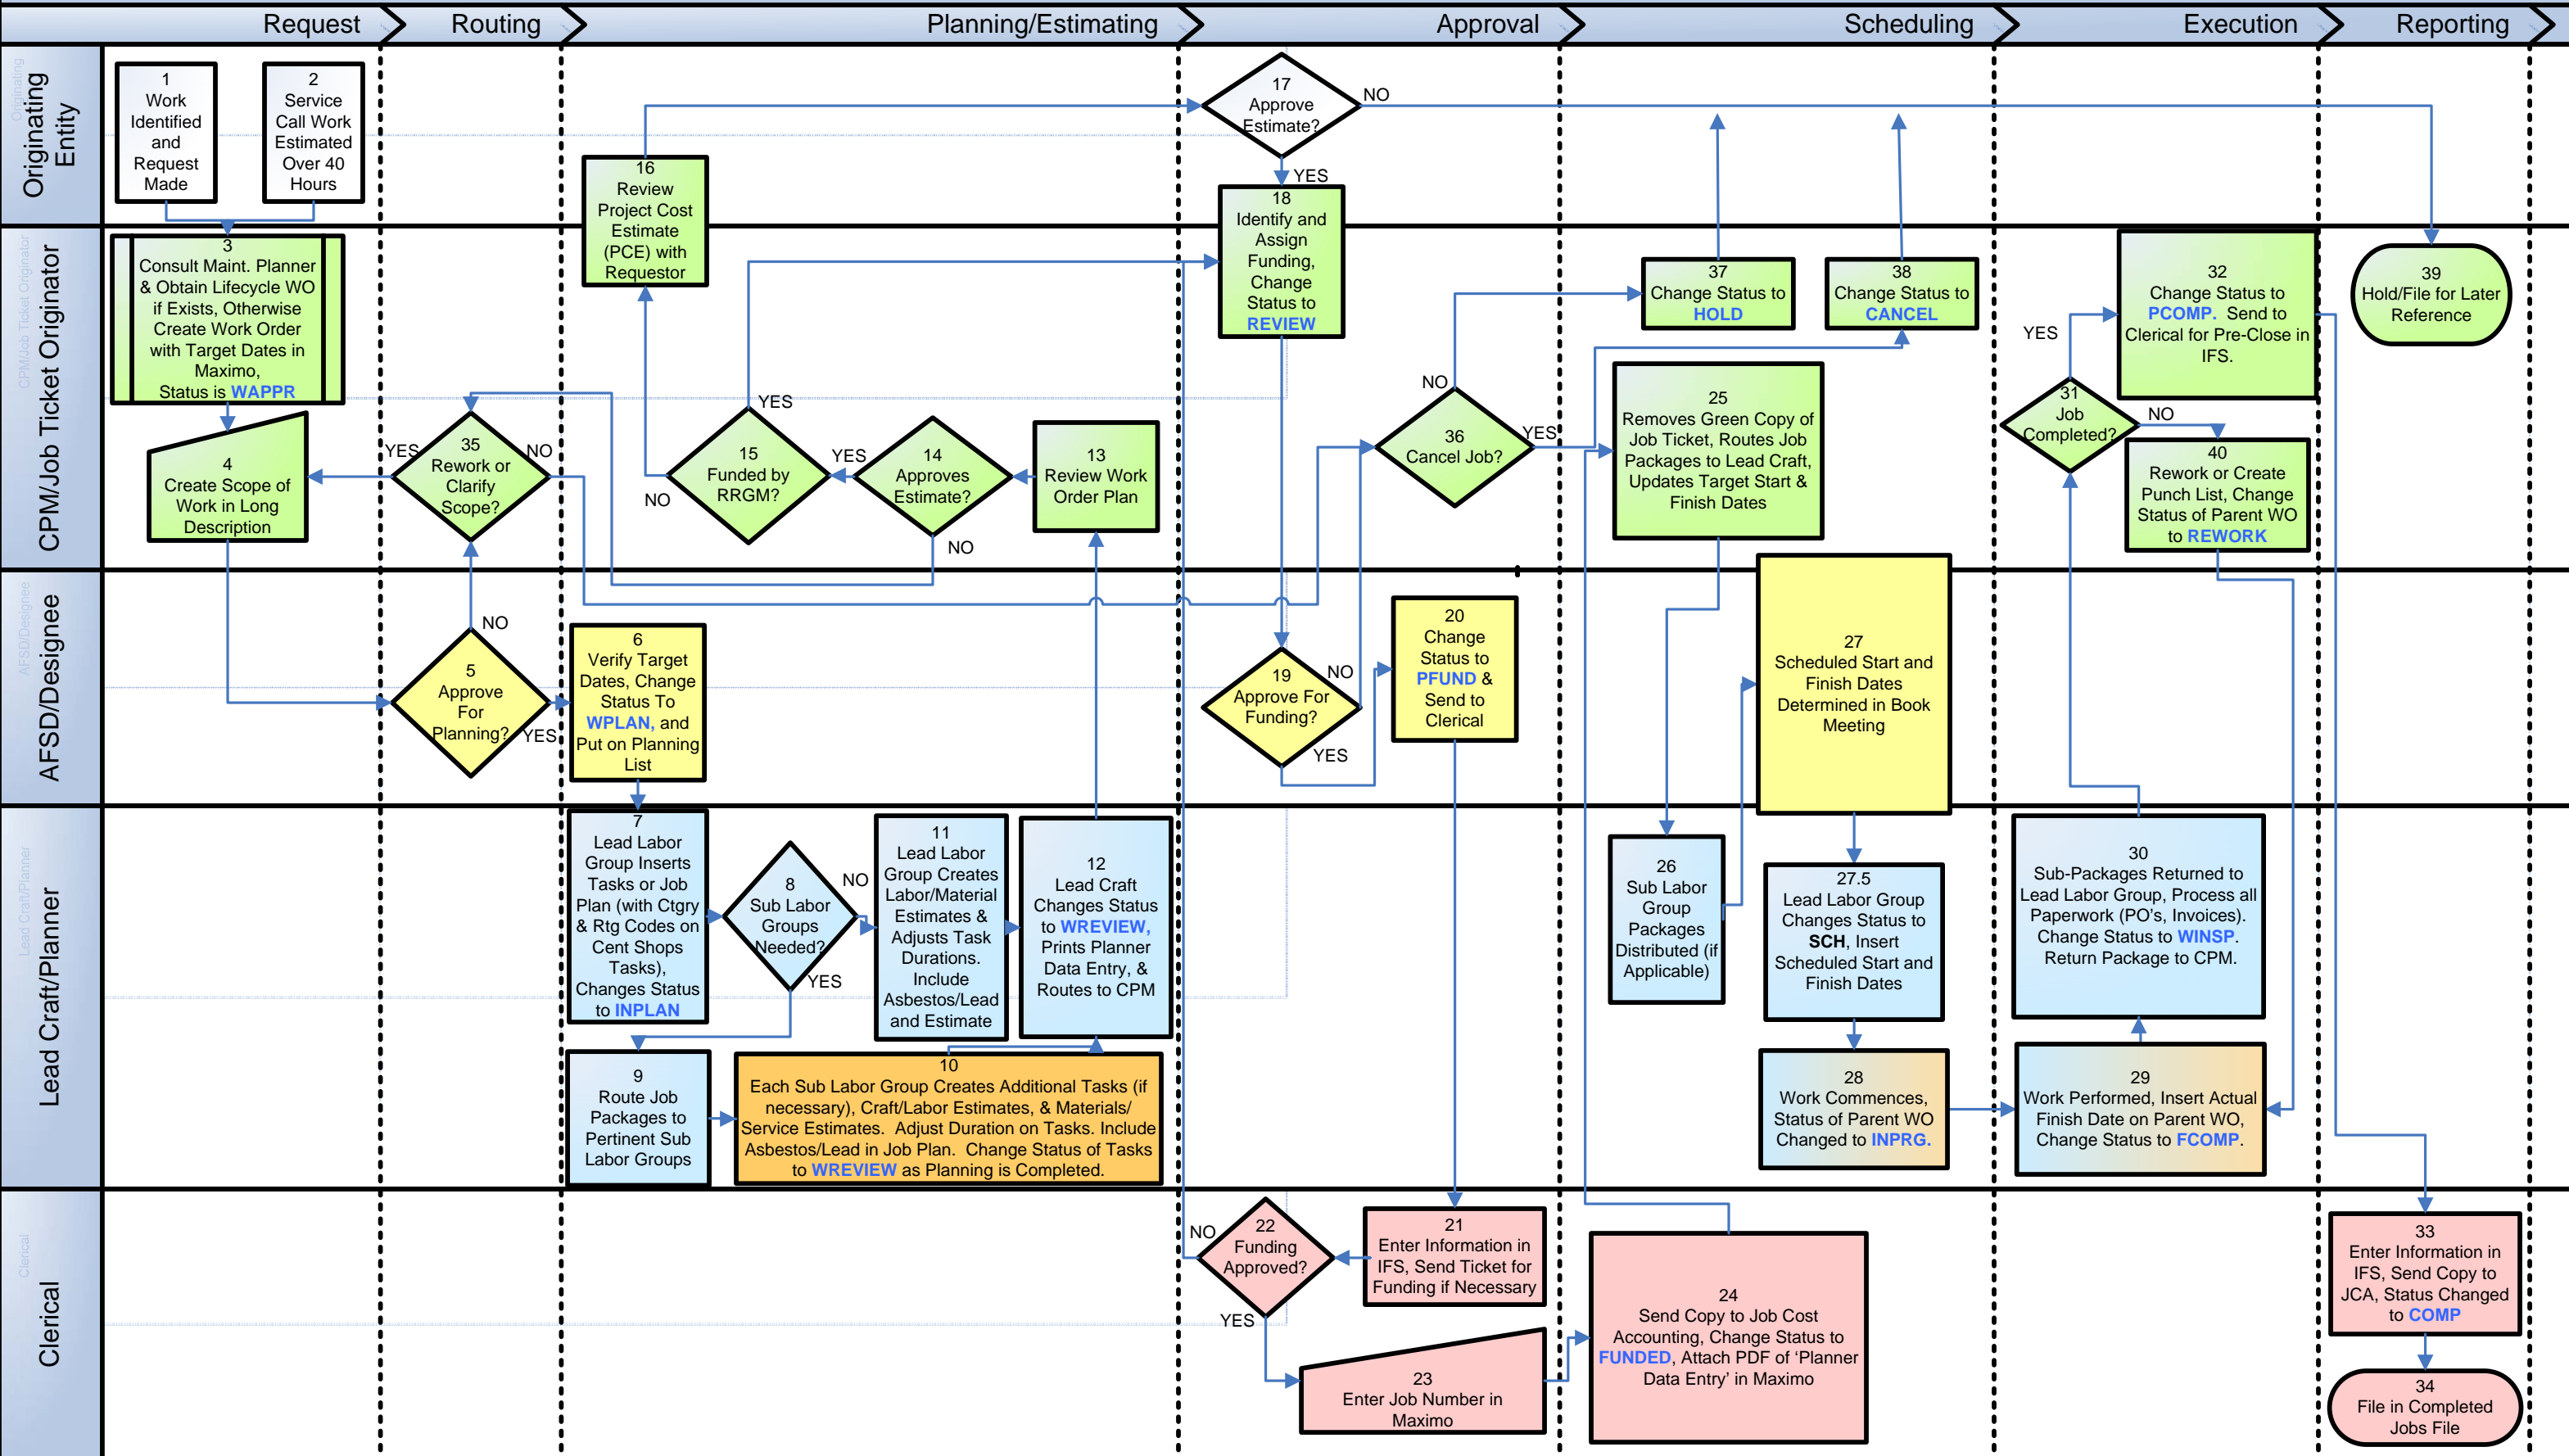 Request
Routing
Planning/Estimating
Approval
Scheduling
Execution
Reporting
Originating
Entity
Originating
1
Work
Identified
and
Request
Made
2
Service
Call Work
Estimated
Over 40
Hours
16
Review
Project Cost
Estimate
(PCE) with
Requestor
17
Approve
Estimate?
NO
YES
18
Identify and
Assign
Funding,
Change
Status to
REVIEW
CPM/Job Ticket Originator
CPM/Job Ticket Originator
3
Consult Maint. Planner
& Obtain Lifecycle WO
if Exists, Otherwise
Create Work Order
with Target Dates in
Maximo,
Status is WAPPR
4
Create Scope of
Work in Long
Description
YES
35
Rework or
Clarify
Scope?
NO
YES
15
Funded by
RRGM?
NO
YES
14
Approves
Estimate?
NO
13
Review Work
Order Plan
NO
36
Cancel Job?
YES
37
Change Status to
HOLD
38
Change Status to
CANCEL
25
Removes Green Copy of
Job Ticket, Routes Job
Packages to Lead Craft,
Updates Target Start &
Finish Dates
YES
32
Change Status to
PCOMP. Send to
Clerical for Pre-Close in
IFS.
31
Job
Completed?
NO
40
Rework or Create
Punch List, Change
Status of Parent WO
to REWORK
39
Hold/File for Later
Reference
AFSD/Designee
AFSD/Designee
NO
5
Approve
For
Planning?
YES
6
Verify Target
Dates, Change
Status To
WPLAN, and
Put on Planning
List
19
Approve For
Funding?
NO
YES
20
Change
Status to
PFUND &
Send to
Clerical
27
Scheduled Start and
Finish Dates
Determined in Book
Meeting
Lead Craft/Planner
Lead Craft/Planner
7
Lead Labor
Group Inserts
Tasks or Job
Plan (with Ctgry
& Rtg Codes on
Cent Shops
Tasks),
Changes Status
to INPLAN
8
Sub Labor
Groups
Needed?
NO
YES
11
Lead Labor
Group Creates
Labor/Material
Estimates &
Adjusts Task
Durations.
Include
Asbestos/Lead
and Estimate
12
Lead Craft
Changes Status
to WREVIEW,
Prints Planner
Data Entry, &
Routes to CPM
9
Route Job
Packages to
Pertinent Sub
Labor Groups
10
Each Sub Labor Group Creates Additional Tasks (if
necessary), Craft/Labor Estimates, & Materials/
Service Estimates. Adjust Duration on Tasks. Include
Asbestos/Lead in Job Plan. Change Status of Tasks
to WREVIEW as Planning is Completed.
26
Sub Labor
Group
Packages
Distributed (if
Applicable)
27.5
Lead Labor Group
Changes Status to
SCH, Insert
Scheduled Start and
Finish Dates
28
Work Commences,
Status of Parent WO
Changed to INPRG.
30
Sub-Packages Returned to
Lead Labor Group, Process all
Paperwork (PO's, Invoices).
Change Status to WINSP.
Return Package to CPM.
29
Work Performed, Insert Actual
Finish Date on Parent WO,
Change Status to FCOMP.
Clerical
Clerical
NO
22
Funding
Approved?
YES
21
Enter Information in
IFS, Send Ticket for
Funding if Necessary
23
Enter Job Number in
Maximo
24
Send Copy to Job Cost
Accounting, Change Status to
FUNDED, Attach PDF of ‘Planner
Data Entry’ in Maximo
33
Enter Information in
IFS, Send Copy to
JCA, Status Changed
to COMP
34
File in Completed
Jobs File